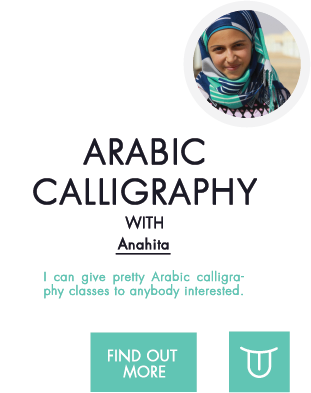 ARABIC
CALLIGRAPHY
WITH
Anahita
I can give pretty Arabic calligra-
phy classes to anybody interested.
FIND OUT
MORE